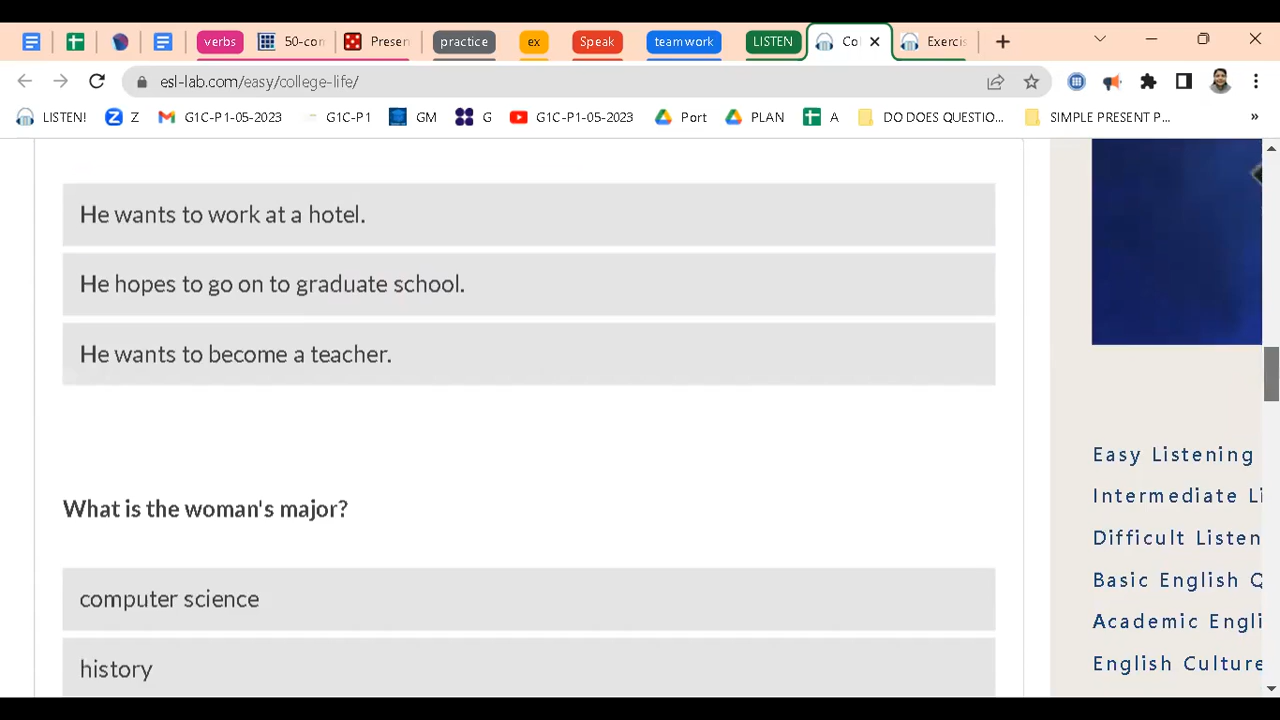 verbs
50-con
Presen
practice
ex
Speak
teamwork
LISTEN
Col
Exercis
esl-lab.com/easy/college-life/
LISTEN!
Z
G1C-P1-05-2023
G1C-P1
GM
G
G1C-P1-05-2023
Port
PLAN
A
DO DOES QUESTIO...
SIMPLE PRESENT P...
»
He wants to work at a hotel.
He hopes to go on to graduate school.
He wants to become a teacher.
What is the woman's major?
computer science
history
Easy Listening
Intermediate Li
Difficult Listen
Basic English Q
Academic Engli
English Culture